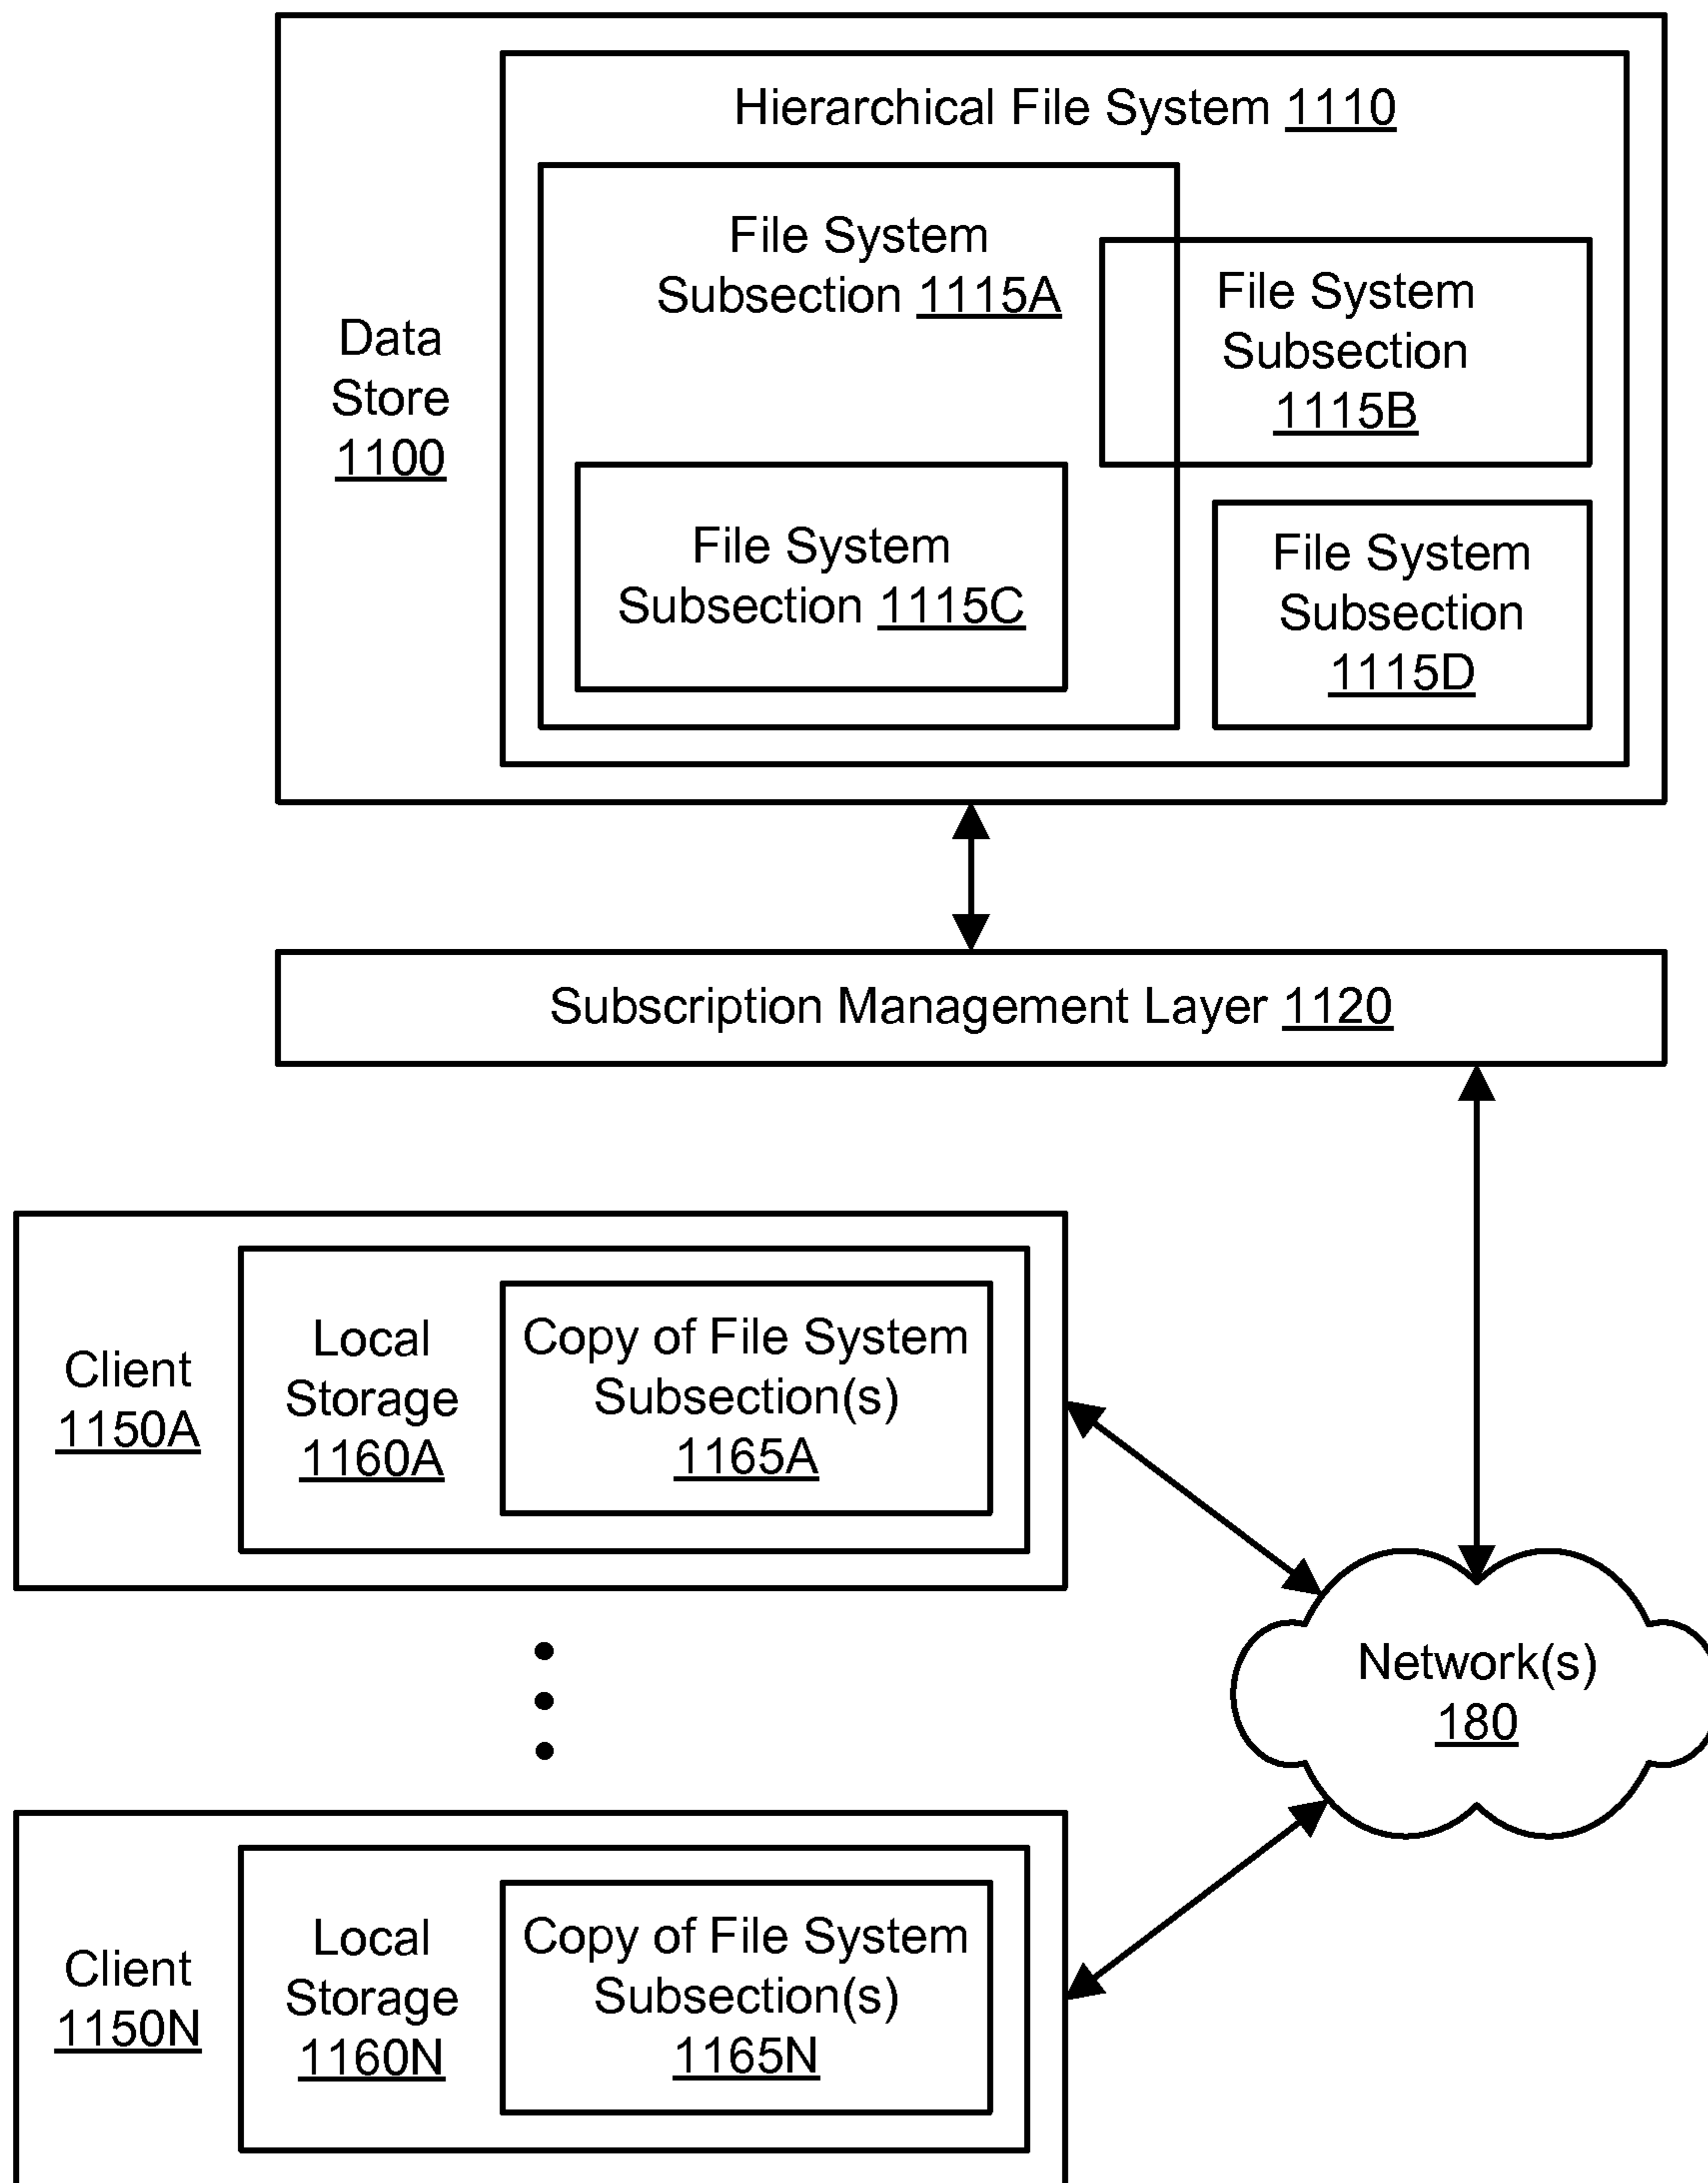 Hierarchical File System 1110
File System
Subsection 1115A
File System
Subsection
1115B
Data
Store
1100
File System
Subsection 1115C
File System
Subsection
1115D
Subscription Management Layer 1120
Client
1150A
Local
Storage
1160A
Copy of File System
Subsection(s)
1165A
Network(s)
180
Client
1150N
Local
Storage
1160N
Copy of File System
Subsection(s)
1165N